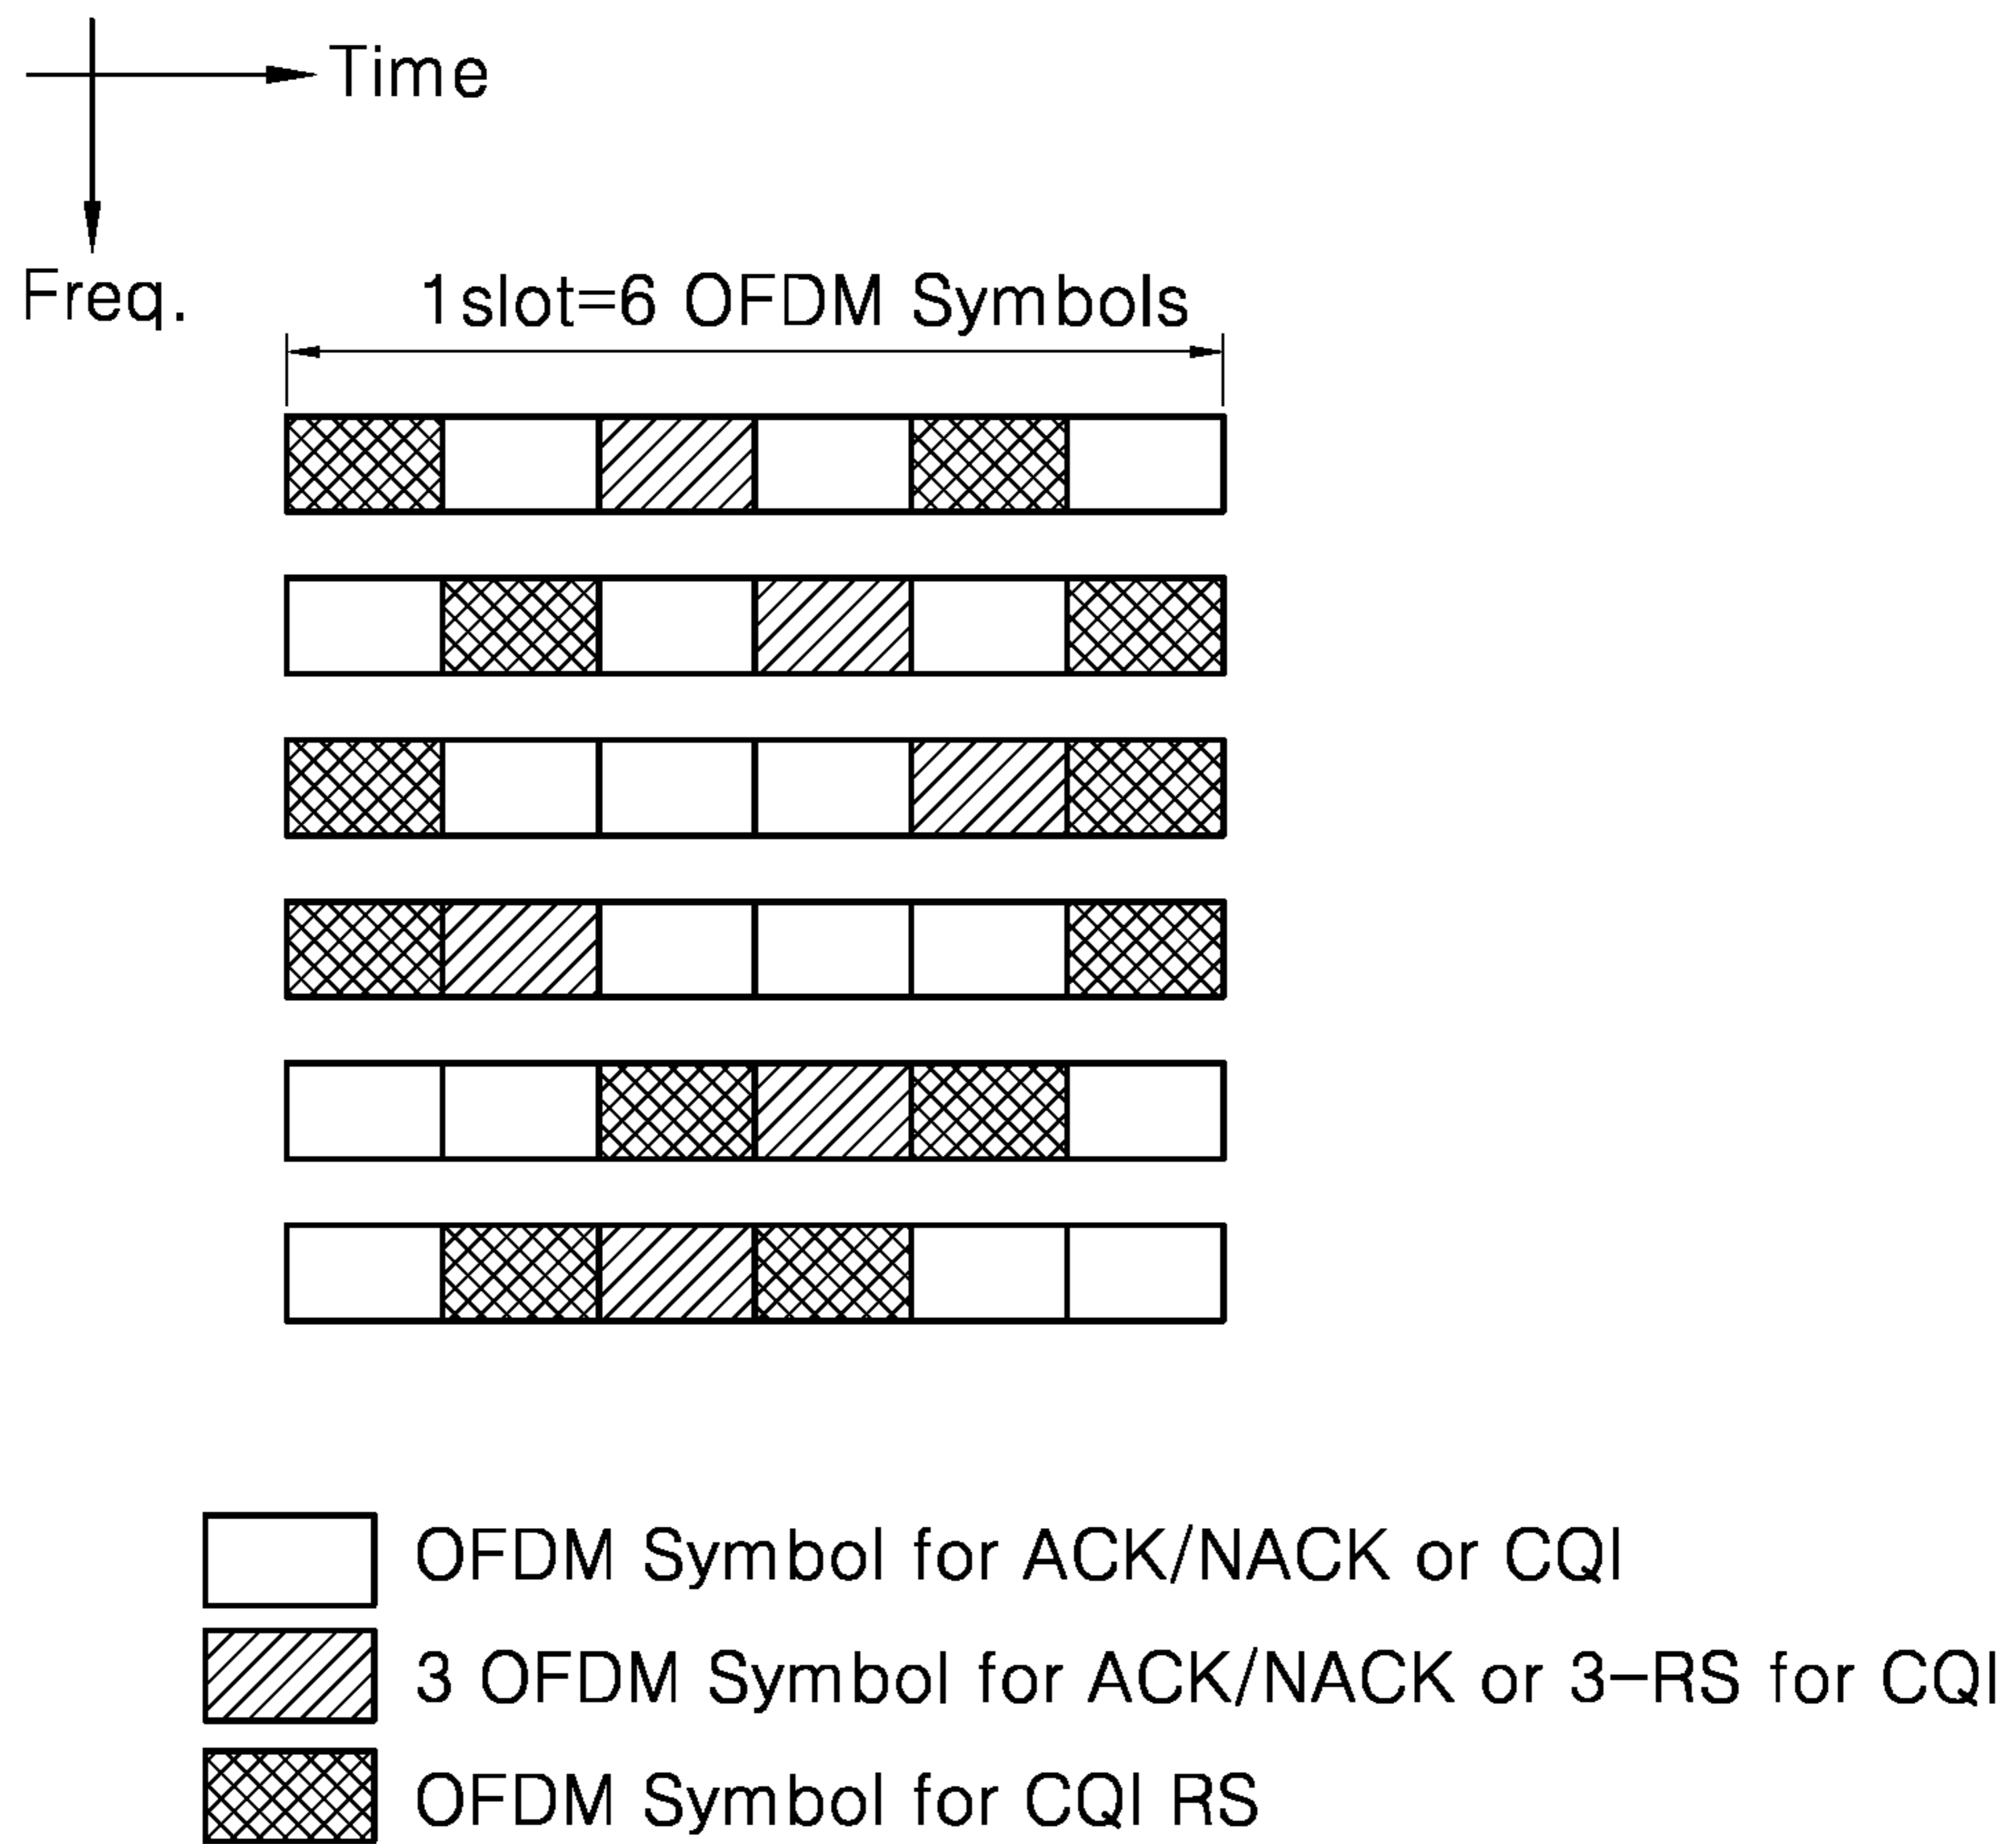 Time
Freq.
1slot=6 OFDM Symbols
OFDM Symbol for ACK/NACK or CQI
3 OFDM Symbol for ACK/NACK or 3-RS for CQI
OFDM Symbol for CQI RS